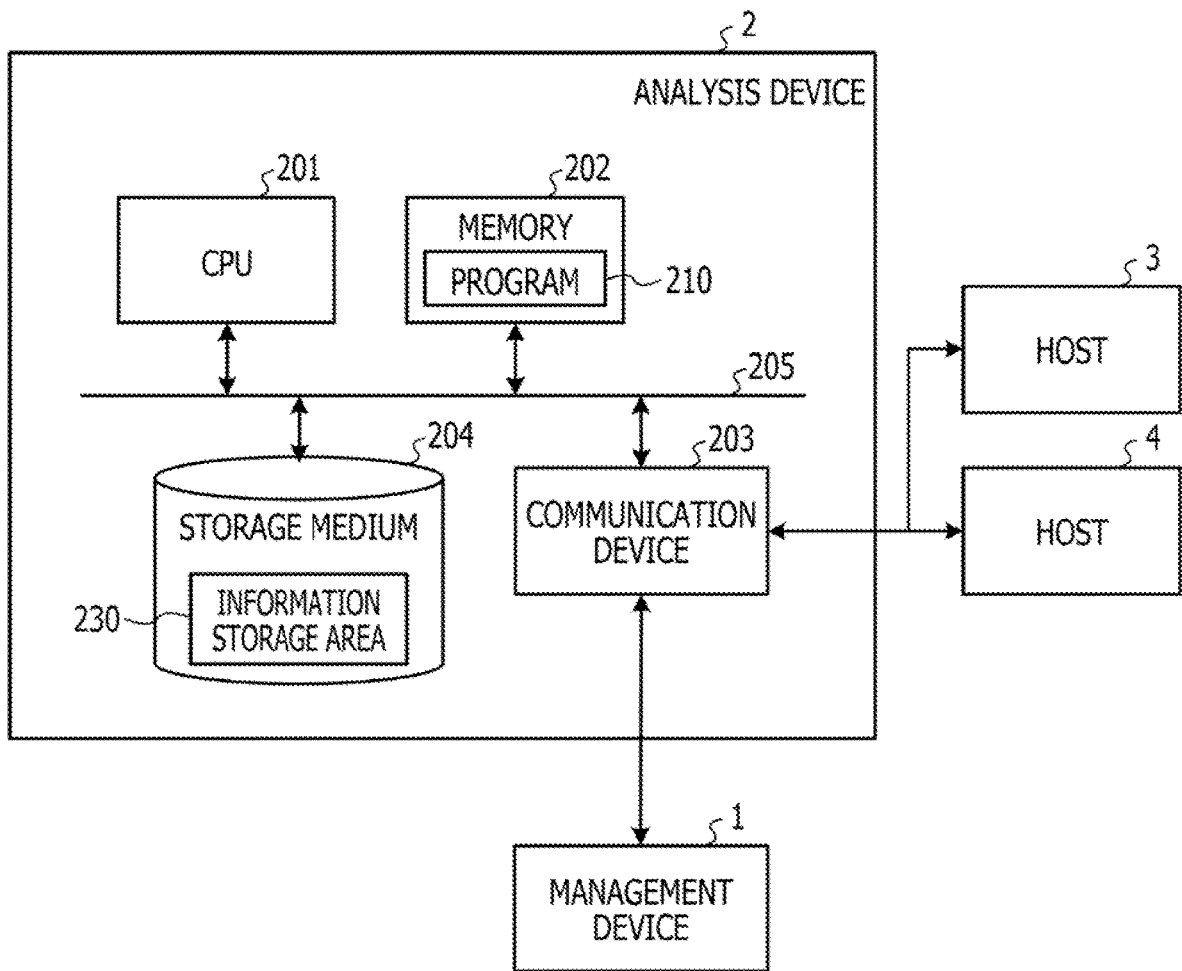 2
ANALYSIS DEVICE
201
CPU
202
MEMORY
PROGRAM
210
205
204
STORAGE MEDIUM
230
INFORMATION
STORAGE AREA
203
COMMUNICATION
DEVICE
3
HOST
4
HOST
1
MANAGEMENT
DEVICE